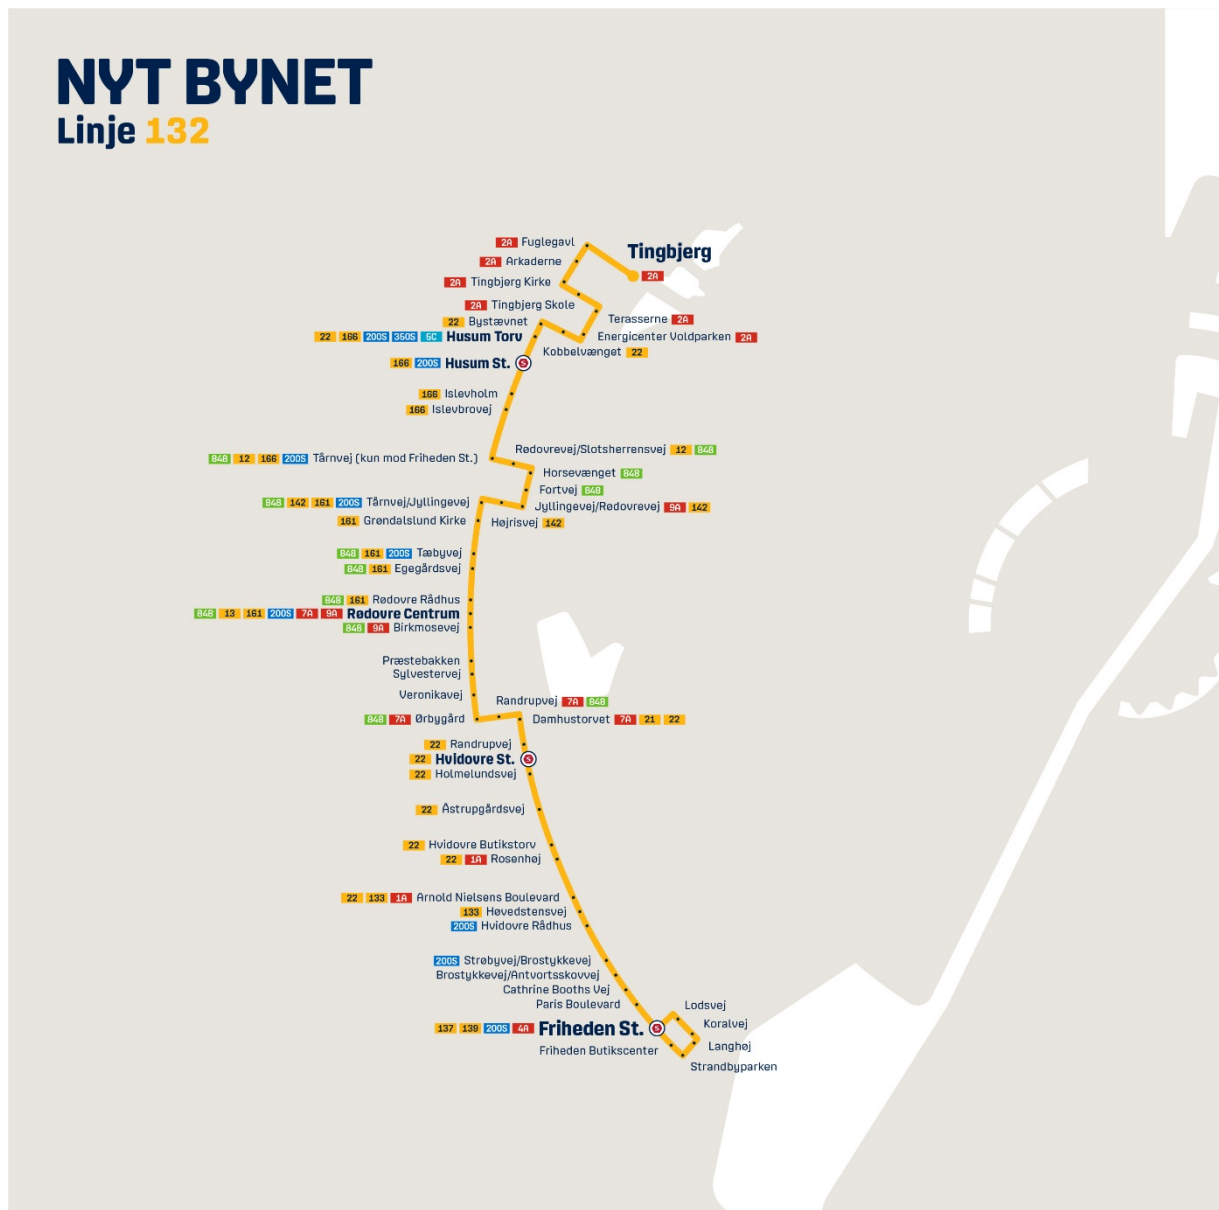 NYT BYNET
Linje 132
2A Fuglegavl
Tingbjerg
2A Arkaderne
2A
2A Tingbjerg Kirke
2A Tingbjerg Skole
Terasserne 2A
22 Bystævnet
22 166 200S 350S 5C Husum Torv
Energicenter Voldparken 2A
Kobbelvænget 22
166 200S Husum St.
166 Islevholm
166 Islevbrovej
Rødovrevej/Slotsherrensvej 12 848
848 12 166 200S Tårnvej (kun mod Friheden St.)
Horsevænget 848
Fortvej 848
848 142 161 200S Tårnvej/Jyllingevej
Jyllingevej/Rødovrevej 9A 142
161 Grøndalslund Kirke
Højrisvej 142
848 161 200S Tæbyvej
848 161 Egegårdsvej
848 161 Rødovre Rådhus
848 13 161 200S 7A 9A Rødovre Centrum
848 9A Birkmosevej
Præstebakken
Sylvestervej
Veronikavej
Randrupvej 7A 848
848 7A Ørbygård
Damhustorvet 7A 21 22
22 Randrupvej
22 Hvidovre St.
22 Holmelundsvej
22 Åstrupgårdsvej
22 Hvidovre Butikstorv
22 1A Rosenhøj
22 133 1A Arnold Nielsens Boulevard
133 Høvedstensvej
200S Hvidovre Rådhus
200S Strøbyvej/Brostykkevej
Brostykkevej/Antvortsskovvej
Cathrine Booths Vej
Paris Boulevard
Lodsvej
137 139 200S 4A Friheden St.
Koralvej
Langhøj
Friheden Butikscenter
Strandbyparken